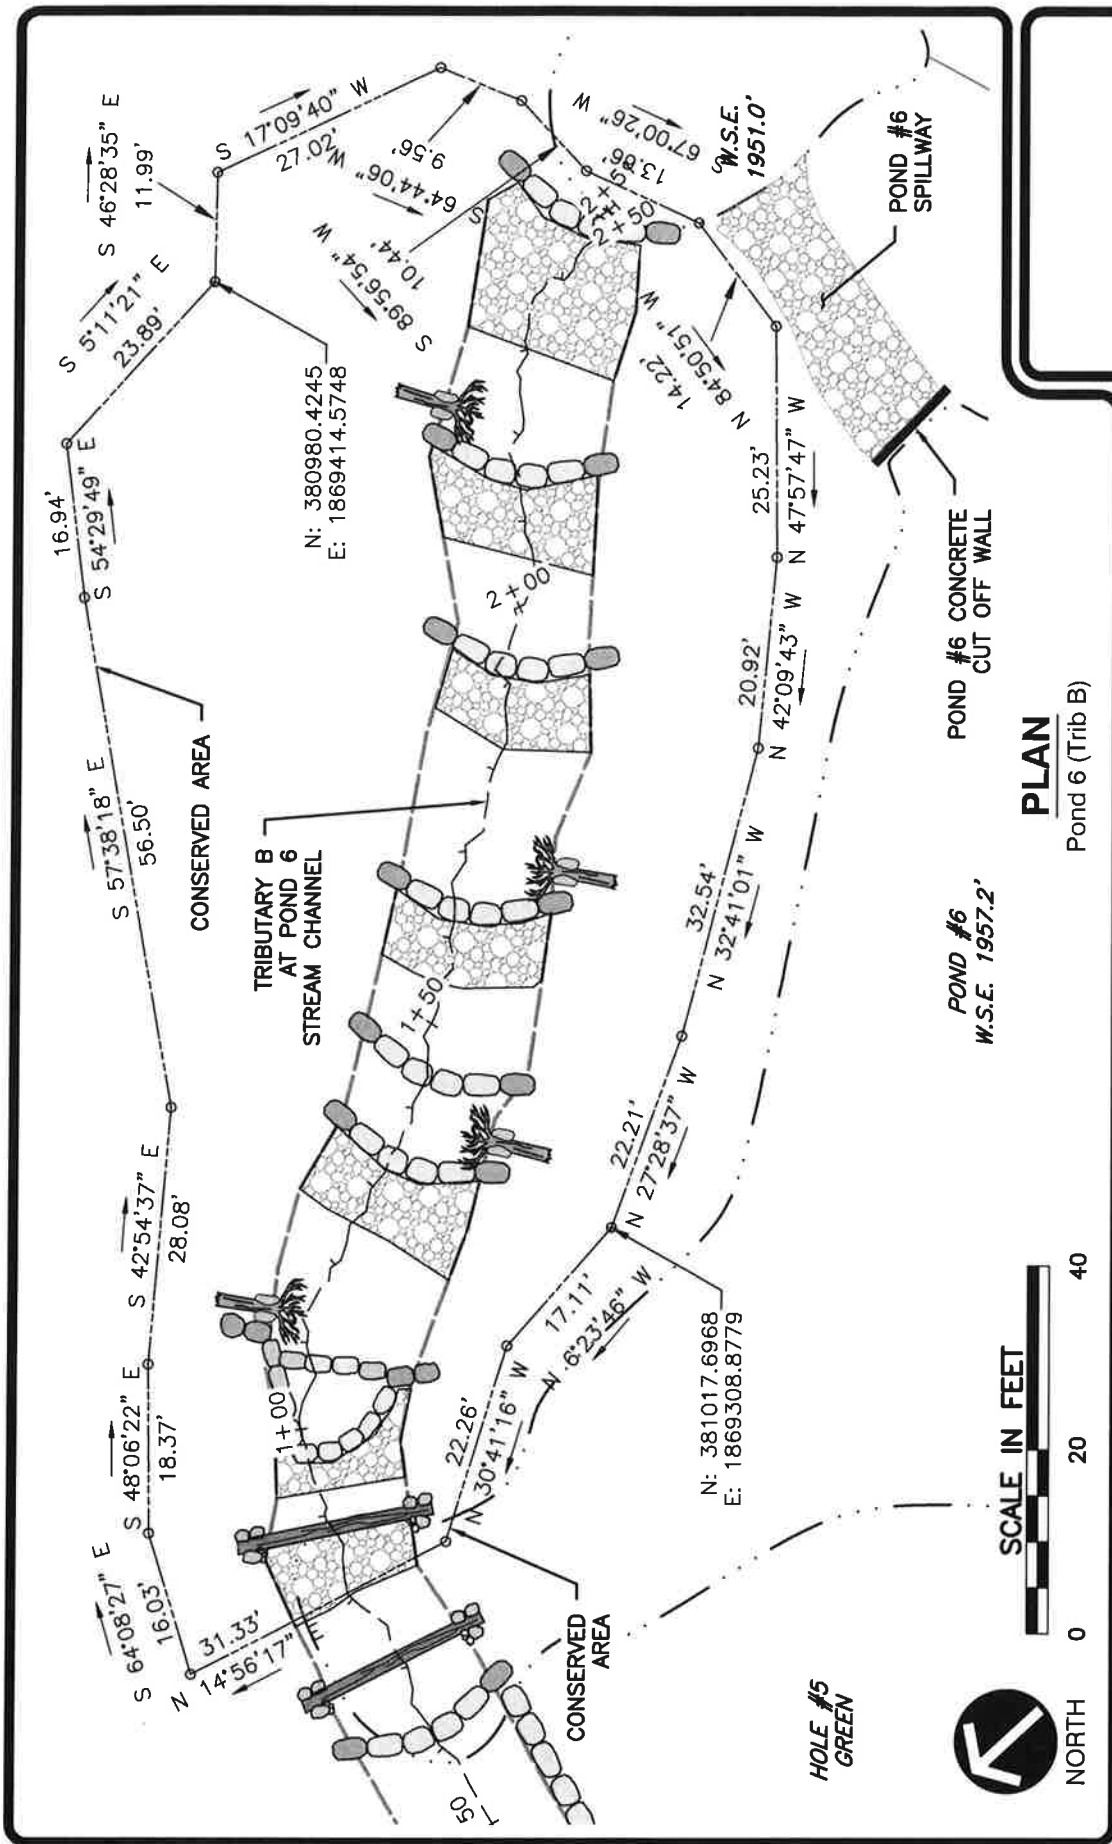 S 64°08'27" E
16.03'
S 48°06'22" E
18.37'
S 42°54'37" E
28.08'
S 57°38'18" E
56.50'
S 54°29'49" E
16.94'
S 5°11'21" E
23.89'
S 46°28'35" E
11.99'
S 17°09'40" W
27.02'
S 64°44'06" W
9.56'
S 89°56'54" W
10.44'
S 67°00'26" W
13.66'
N 84°50'51" W
14.22'
25.23'
N 47°57'47" W
20.92'
N 42°09'43" W
32.54'
N 32°41'01" W
22.21'
N 27°28'37" W
17.11'
N 6°23'46" W
22.26'
N 30°41'16" W
31.33'
N 14°56'17"
CONSERVED AREA
N: 380980.4245
E: 1869414.5748
TRIBUTARY B
AT POND 6
STREAM CHANNEL
50
1+00
1+50
2+00
2+50
W.S.E.
1951.0'
POND #6
SPILLWAY
POND #6 CONCRETE
CUT OFF WALL
N: 381017.6968
E: 1869308.8779
CONSERVED
AREA
HOLE #5
GREEN
POND #6
W.S.E. 1957.2'
PLAN
Pond 6 (Trib B)
NORTH
SCALE IN FEET
0
20
40